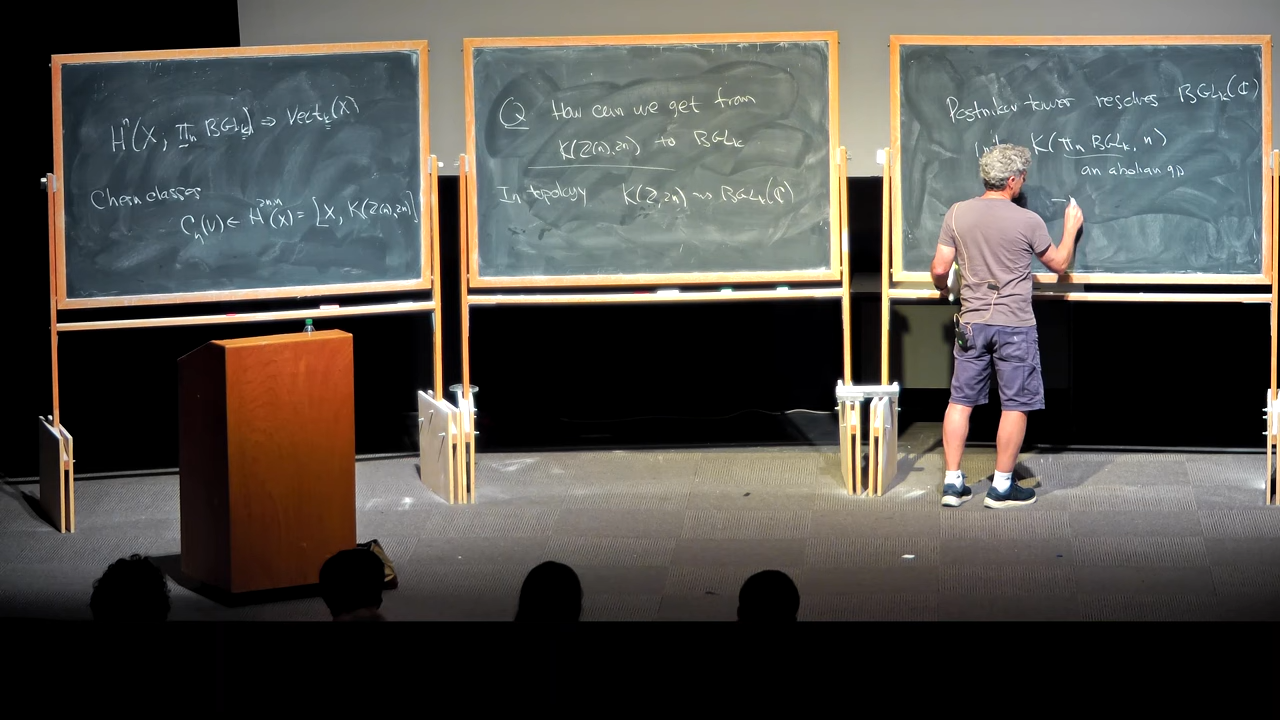 Hⁿ(X; π_n BGL_k) ⇒ Vect_k(X)
Chern classes
C_n(V) ∈ H^{2n,n}(X) = [X, K(Z(n),2n)]
Q How can we get from
K(Z(n),2n) to BGL_k
In topology K(Z,2n) ⇝ BGL_k(ℂ)
Postnikov tower resolves BGL_k(ℂ)
K(π_n BGL_k, n)
an abelian gp